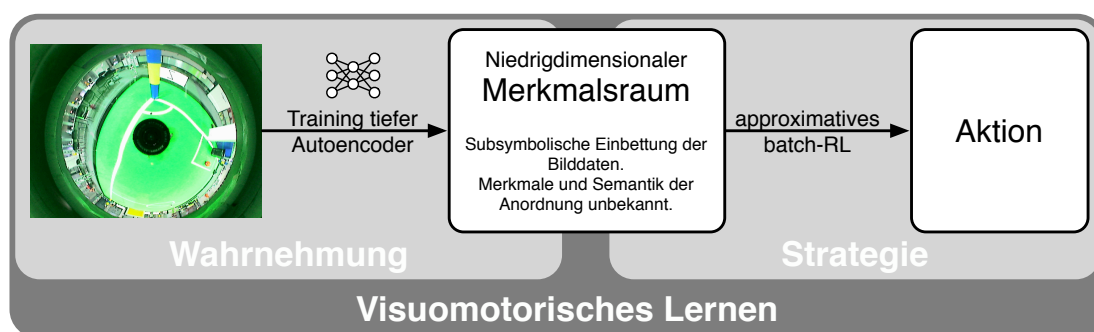 Training tiefer
Autoencoder
Niedrigdimensionaler
Merkmalsraum
Subsymbolische Einbettung der
Bilddaten.
Merkmale und Semantik der
Anordnung unbekannt.
approximatives
batch-RL
Aktion
Wahrnehmung
Strategie
Visuomotorisches Lernen